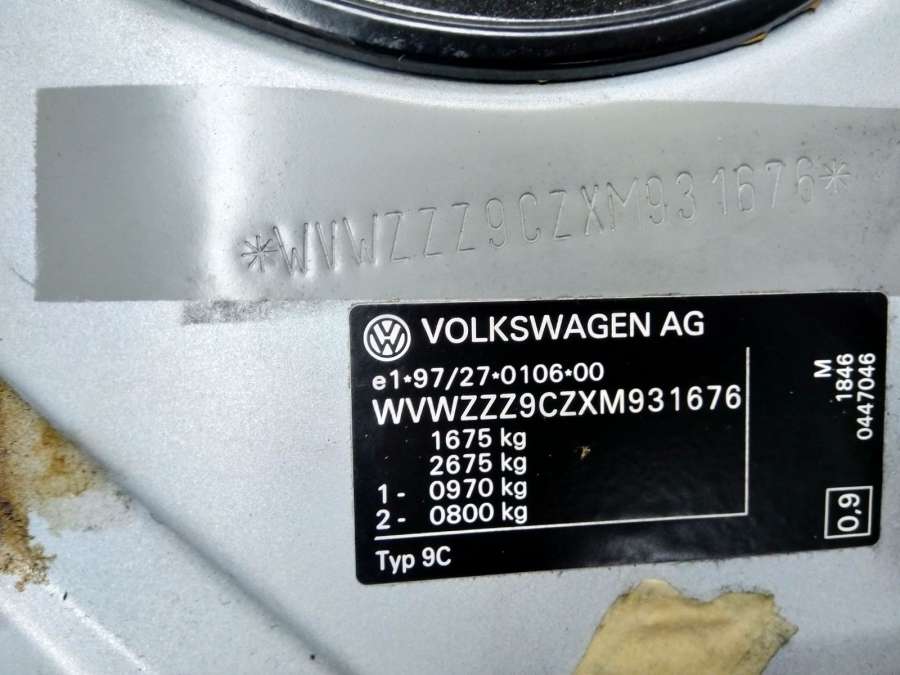 *WVWZZZ9CZXM931676*
VOLKSWAGEN AG
e1*97/27*0106*00
WVWZZZ9CZXM931676
1675 kg
2675 kg
1- 0970 kg
2- 0800 kg
Typ 9C
M
1846
0447046
0,9